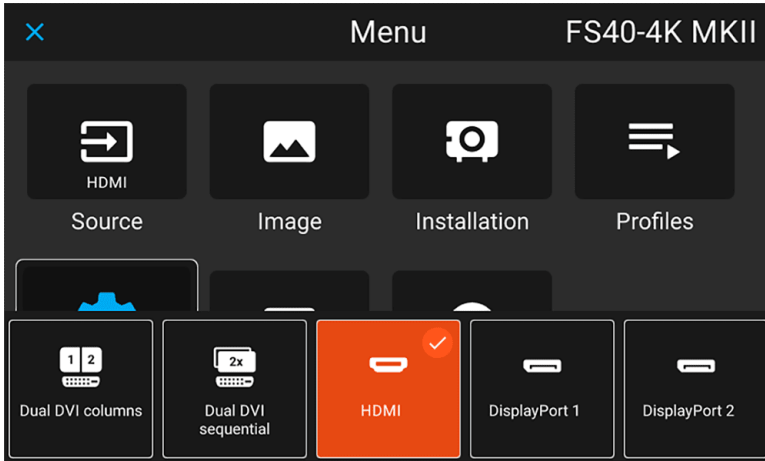 Menu
FS40-4K MKII
HDMI
Source
Image
Installation
Profiles
1 2
Dual DVI columns
2x
Dual DVI
sequential
HDMI
DisplayPort 1
DisplayPort 2